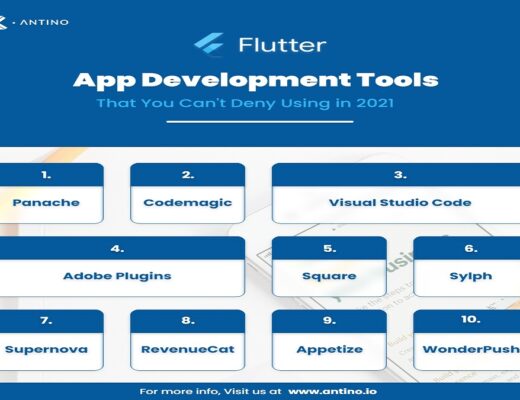 ANTINO
Flutter
App Development Tools
That You Can't Deny Using in 2021
1.
Panache
2.
Codemagic
3.
Visual Studio Code
4.
Adobe Plugins
5.
Square
6.
Sylph
7.
Supernova
8.
RevenueCat
9.
Appetize
10.
WonderPush
For more info, Visit us at www.antino.io